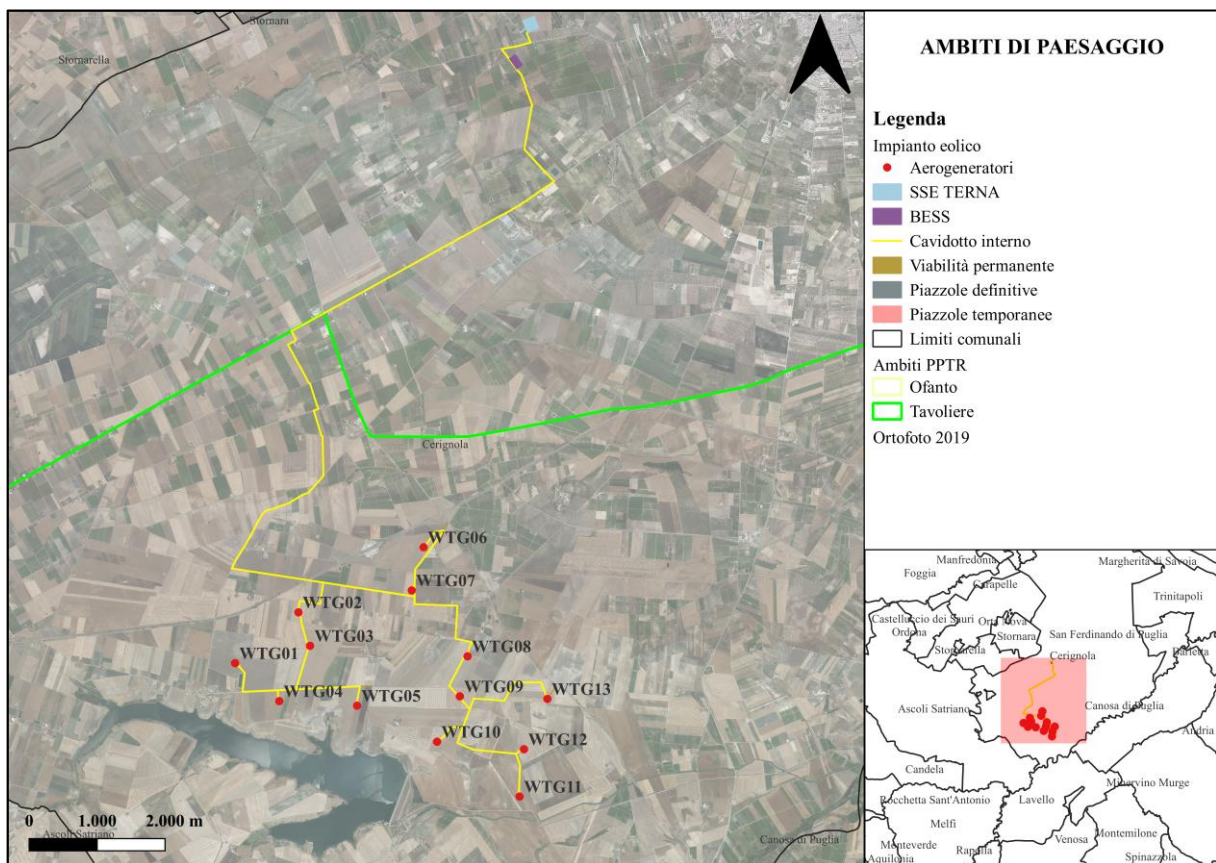 Stornara
Stornarella
Cerignola
WTG06
WTG07
WTG02
WTG03
WTG08
WTG01
WTG04
WTG05
WTG09
WTG13
WTG10
WTG12
WTG11
0 1.000 2.000 m
Ascoli Satriano
Canosa di Puglia
AMBITI DI PAESAGGIO
Legenda
Impianto eolico
Aerogeneratori
SSE TERNA
BESS
Cavidotto interno
Viabilità permanente
Piazzole definitive
Piazzole temporanee
Limiti comunali
Ambiti PPTR
Ofanto
Tavoliere
Ortofoto 2019
Manfredonia
Margherita di Savoia
Foggia
Carapelle
Trinitapoli
Castelluccio dei Sauri
Orta Nova
Ordona
Stornara
San Ferdinando di Puglia
Stornarella
Cerignola
Barletta
Ascoli Satriano
Canosa di Puglia
Andria
Candela
Minervino Murge
Rocchetta Sant'Antonio
Lavello
Melfi
Montemilone
Monteverde
Venosa
Rapolla
Aquilonia
Spinazzola